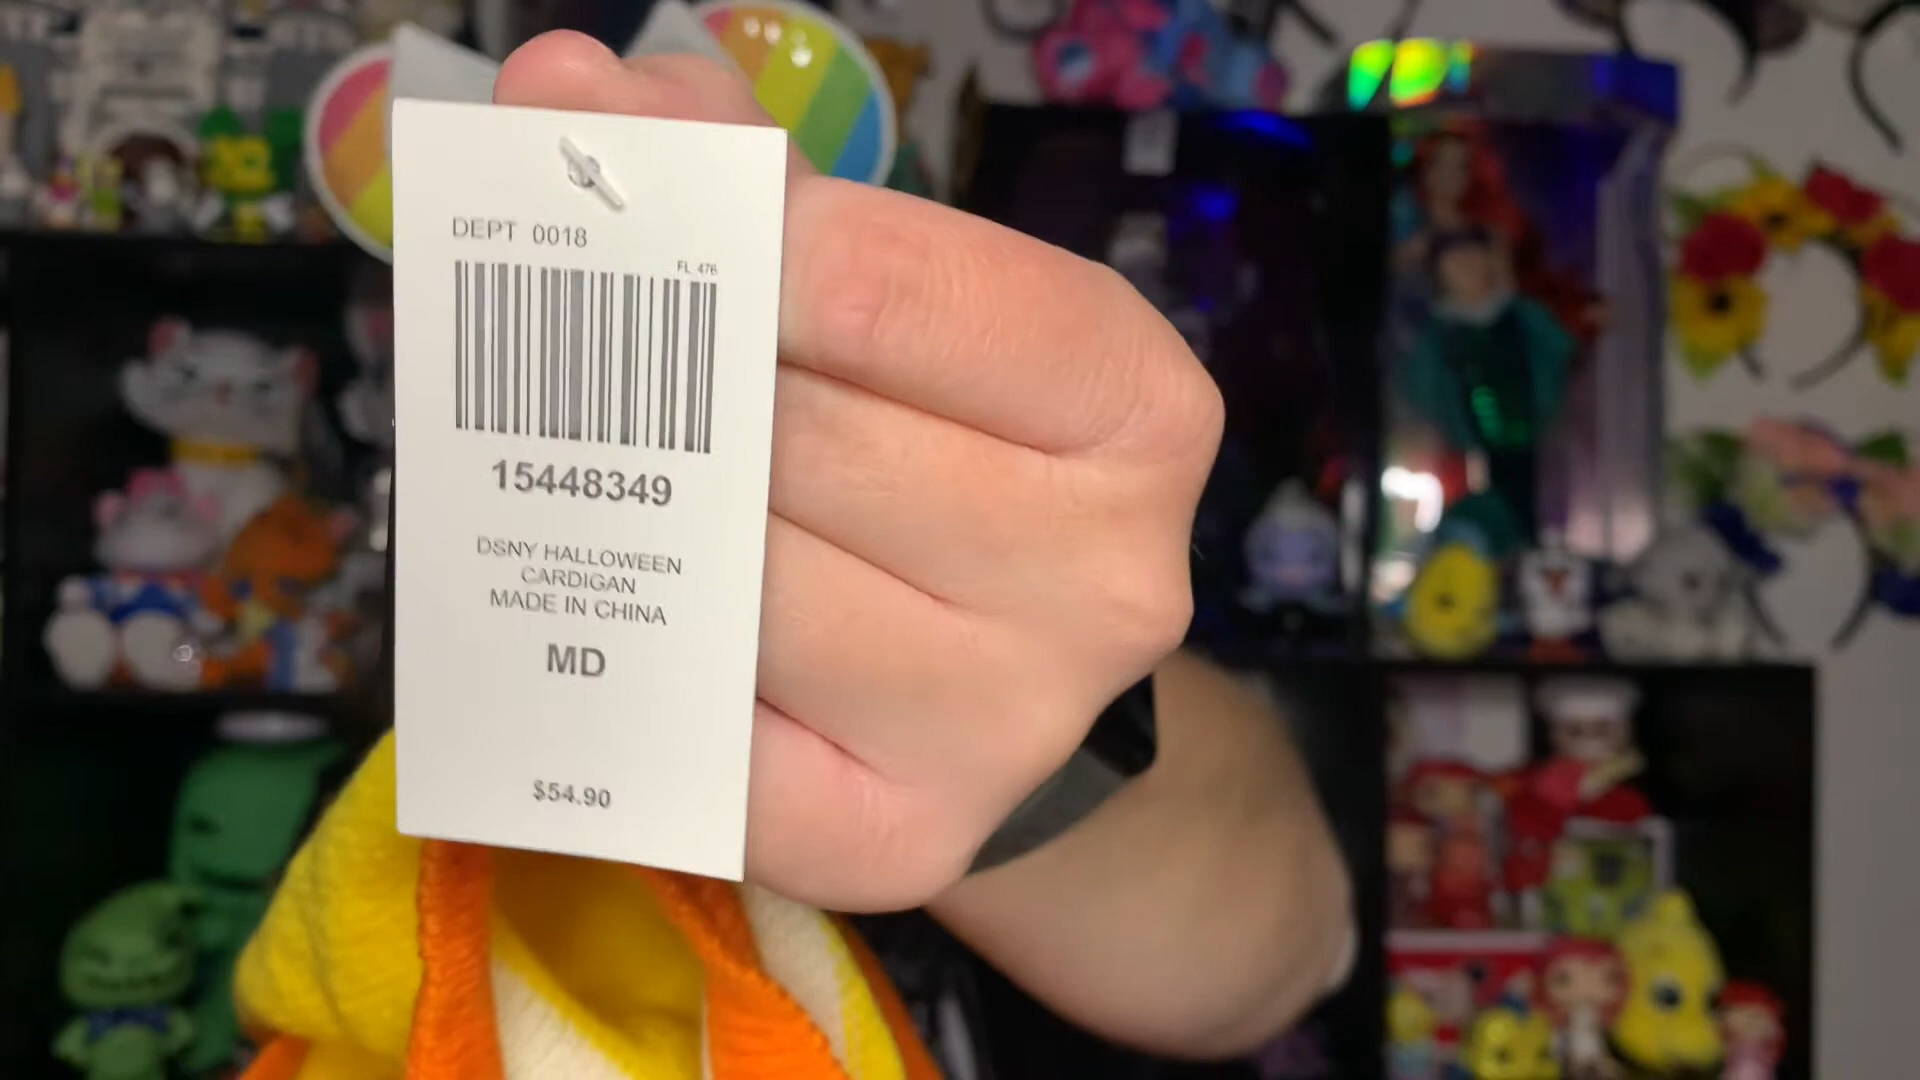 DEPT 0018
FL 476
15448349
DSNY HALLOWEEN
CARDIGAN
MADE IN CHINA
MD
$54.90